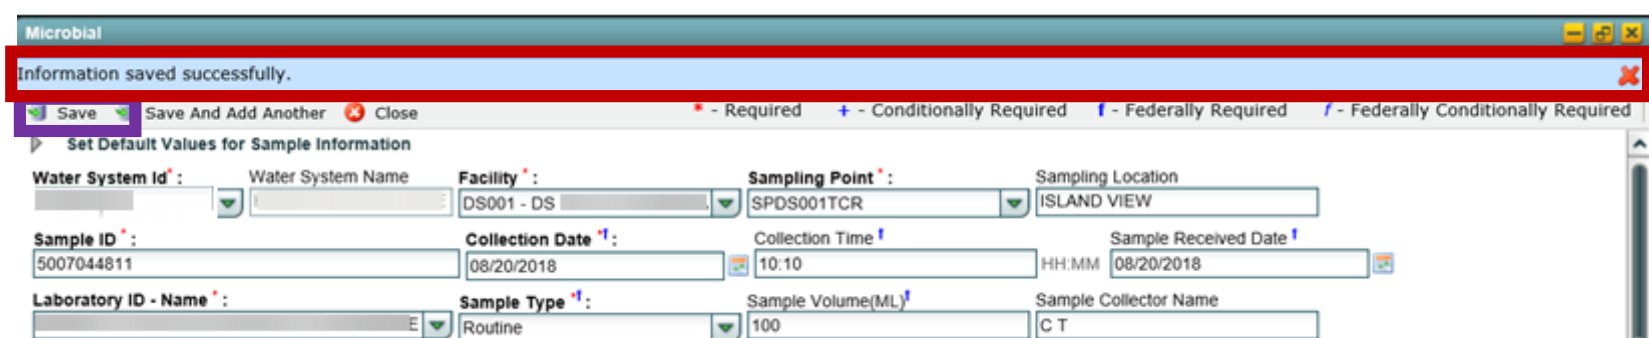 Microbial
Information saved successfully.
Save Save And Add Another Close * - Required + - Conditionally Required f - Federally Required f - Federally Conditionally Required
Set Default Values for Sample Information
Water System Id * : Water System Name Facility * : Sampling Point * : Sampling Location
DS001 - DS SPDS001TCR ISLAND VIEW
Sample ID * : Collection Date *f : Collection Time f Sample Received Date f
5007044811 08/20/2018 10:10 HH:MM 08/20/2018
Laboratory ID - Name * : Sample Type *f : Sample Volume(ML) f Sample Collector Name
E Routine 100 C T